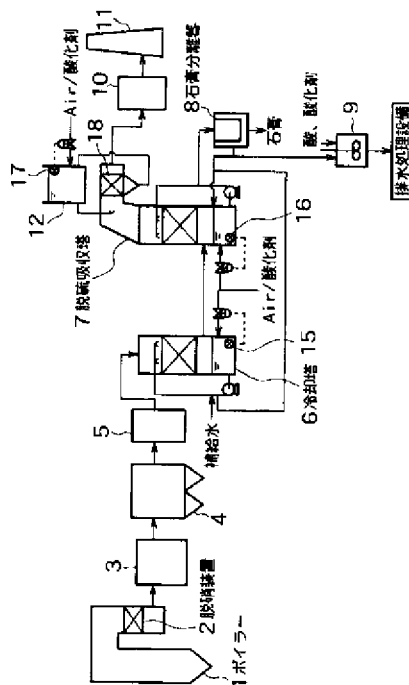 1 ボイラー
2 脱硝装置
3
4
5
6 冷却塔
補給水
15
Air/酸化剤
16
7 脱硫吸収塔
12
17
Air/酸化剤
18
10
11
8 石膏分離器
石膏
酸、酸化剤
9
排水処理設備